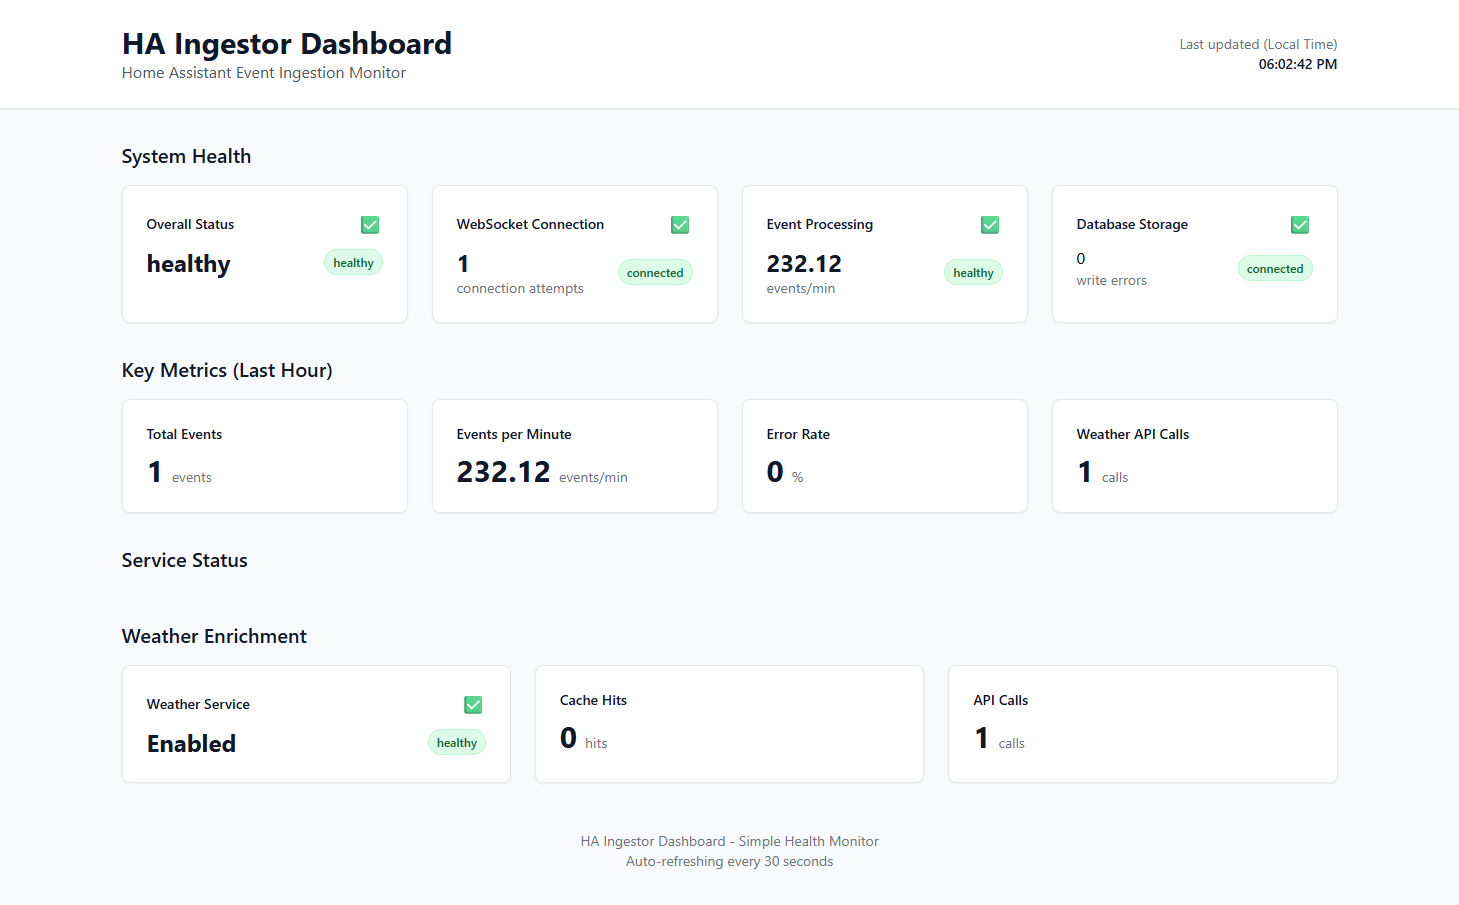 HA Ingestor Dashboard
Home Assistant Event Ingestion Monitor
Last updated (Local Time)
06:02:42 PM
System Health
Overall Status
healthy
healthy
WebSocket Connection
1
connection attempts
connected
Event Processing
232.12
events/min
healthy
Database Storage
0
write errors
connected
Key Metrics (Last Hour)
Total Events
1 events
Events per Minute
232.12 events/min
Error Rate
0 %
Weather API Calls
1 calls
Service Status
Weather Enrichment
Weather Service
Enabled
healthy
Cache Hits
0 hits
API Calls
1 calls
HA Ingestor Dashboard - Simple Health Monitor
Auto-refreshing every 30 seconds